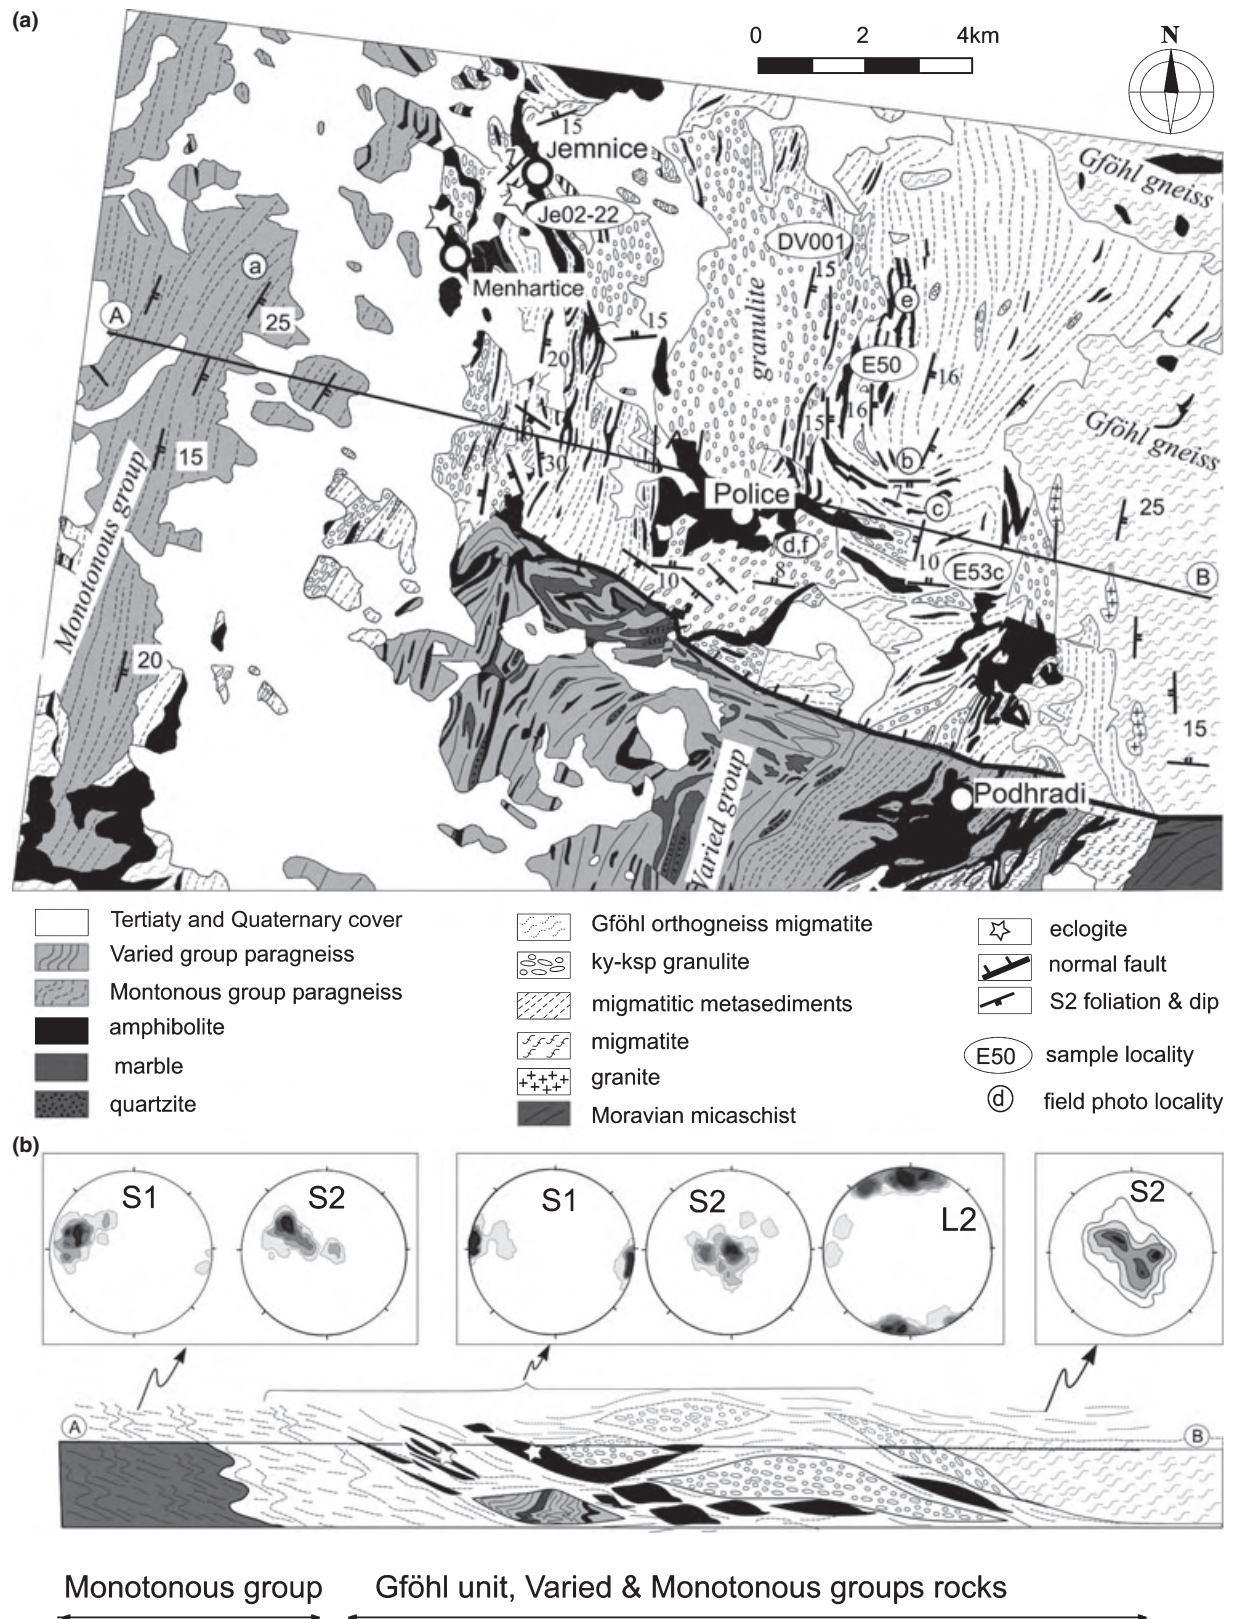 (a)
0 2 4km
N
15
Jemnice
7
Gföhl gneiss
Je02-22
DV001
a
15
e
Menhartice
25
A
15
granulite
20
E50
16
16
15
Gföhl gneiss
15
30
b
Police
7
c
25
Monotonous group
d,f
10
8
10
E53c
B
20
15
Varied group
Podhradi
Tertiaty and Quaternary cover
Varied group paragneiss
Montonous group paragneiss
amphibolite
marble
quartzite
Gföhl orthogneiss migmatite
ky-ksp granulite
migmatitic metasediments
migmatite
granite
Moravian micaschist
eclogite
normal fault
S2 foliation & dip
E50 sample locality
d field photo locality
(b)
S1 S2 S1 S2 L2 S2
A B
Monotonous group Gföhl unit, Varied & Monotonous groups rocks